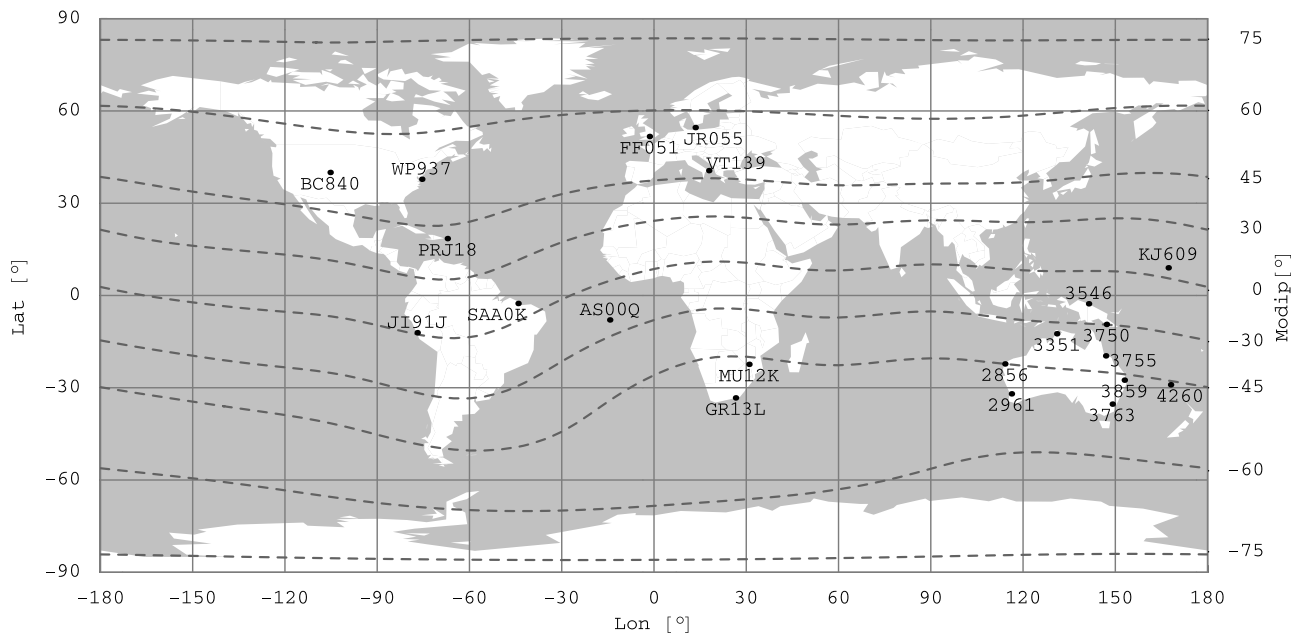 90
75
60
60
JR055
FF051
VT139
WP937
BC840
45
30
30
PRJ18
KJ609
0
0
3546
SAA0K
AS00Q
JI91J
3750
3351
-30
3755
2856
MU12K
-30
3859
4260
-45
2961
GR13L
3763
-60
-60
-75
-90
-180 -150 -120 -90 -60 -30 0 30 60 90 120 150 180
Lon [°]
Lat [°]
Modip[°]